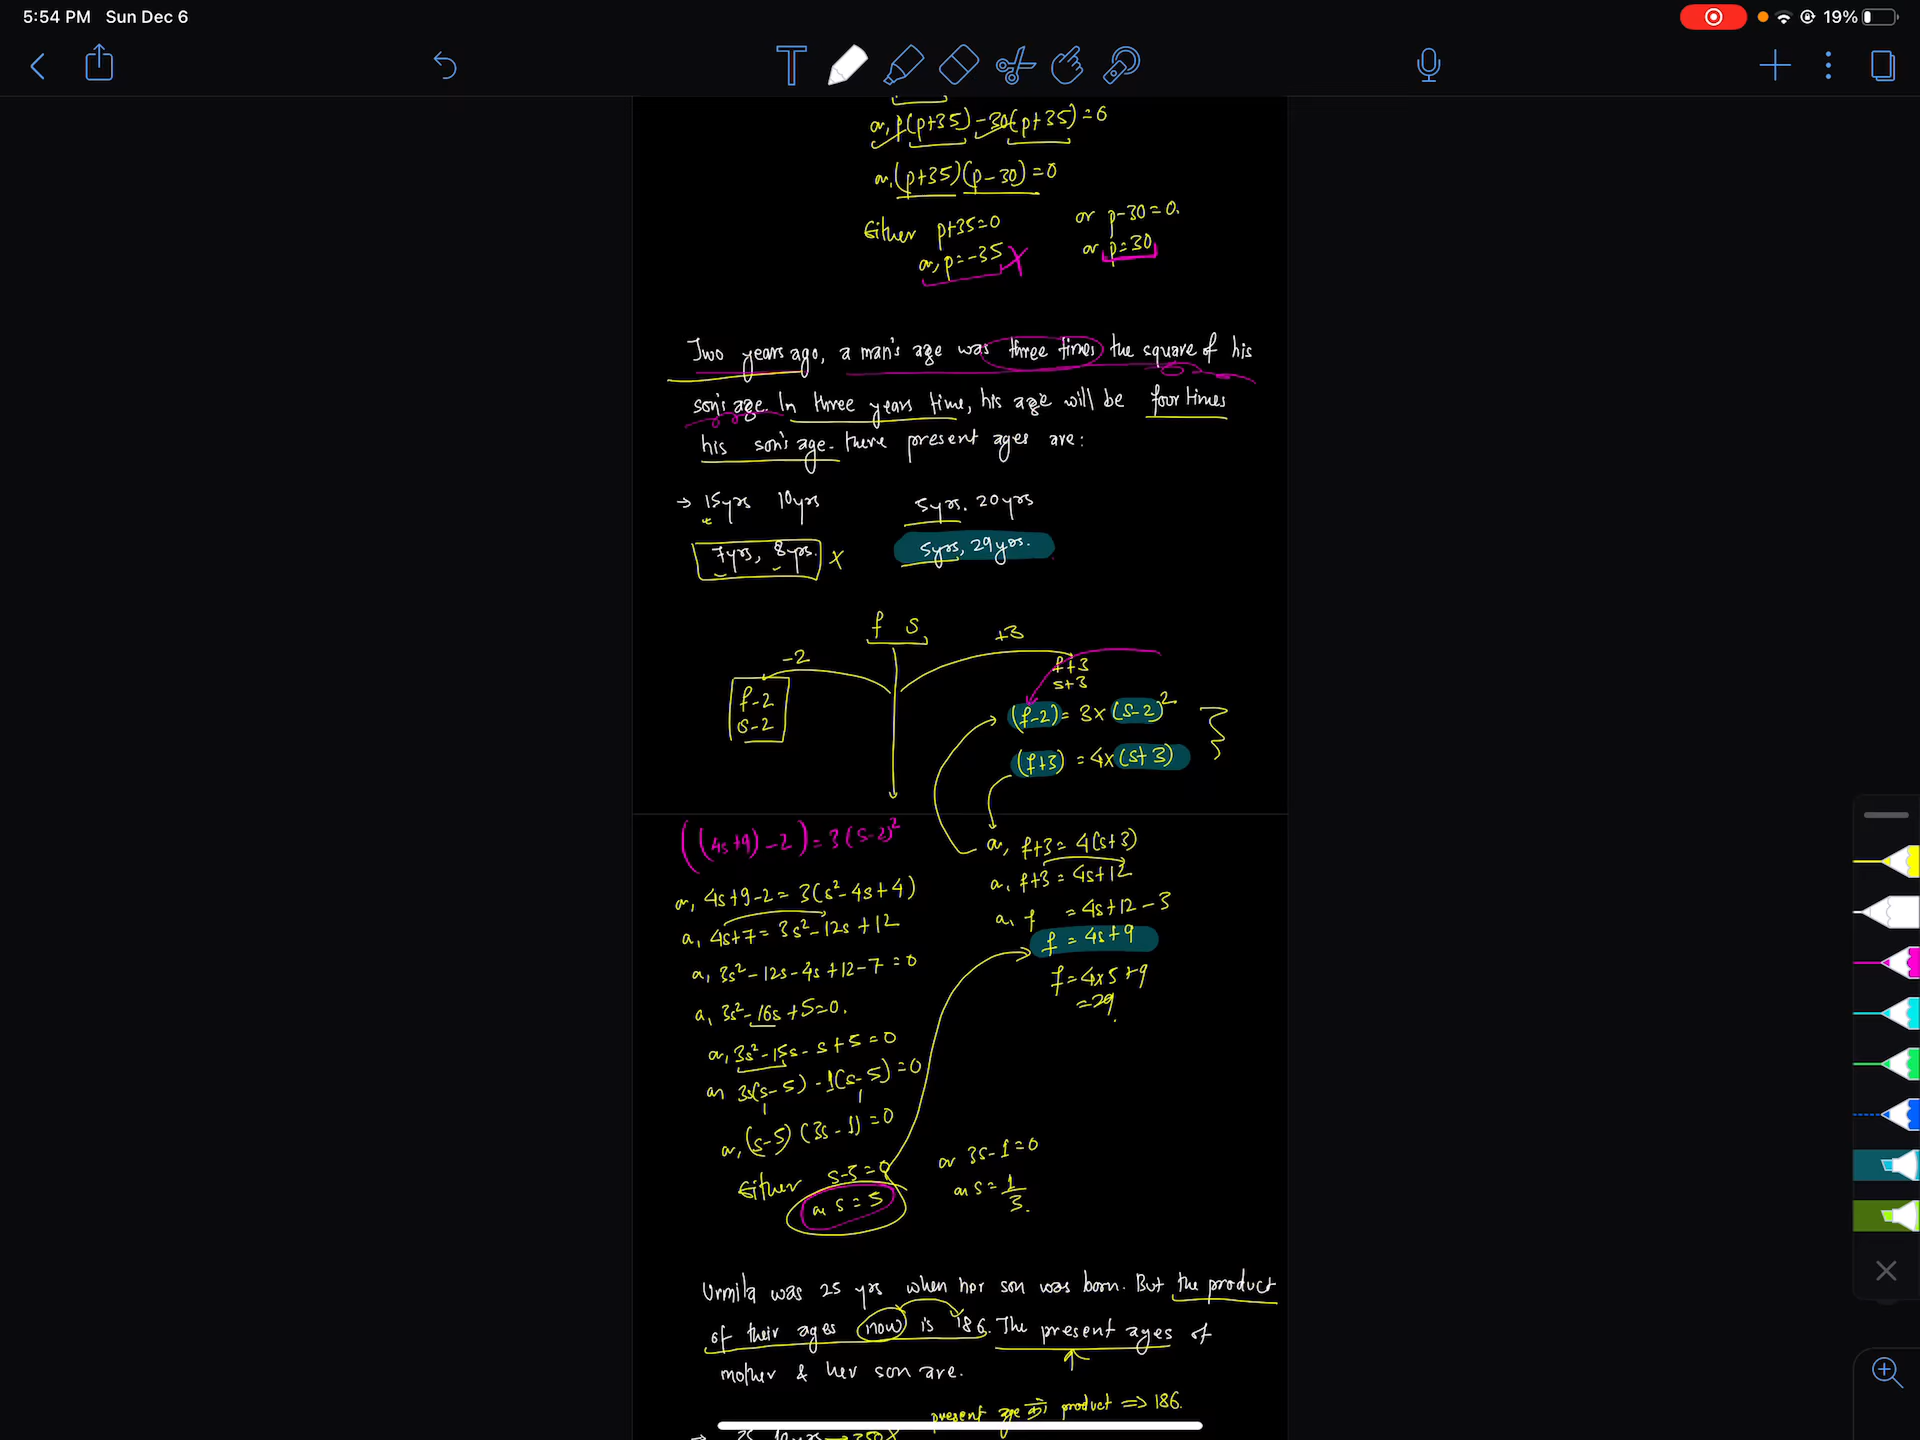 5:54 PM Sun Dec 6
19%
or, p(p+35) -30(p+35)=0
or, (p+35)(p-30)=0
Either p+35=0 or p-30=0.
or, p=-35 X or p=30
Two years ago, a man's age was three times the square of his
son's age. In three years time, his age will be four times
his son's age. there present ages are:
→ 15yrs 10yrs 5yrs. 20yrs
7yrs, 8yrs. X 5yrs, 29yrs.
f s
-2 +3
f+3
s+3
f-2
s-2
(f-2) = 3×(s-2)²
(f+3) = 4×(s+3)
((4s+9)-2)=3(s-2)²
or, f+3= 4(s+3)
or, f+3= 4s+12
or, f = 4s+12-3
f = 4s+9
f=4×5+9
=29.
or, 4s+9-2=3(s²-4s+4)
or, 4s+7=3s²-12s+12
or, 3s²-12s-4s+12-7=0
or, 3s²-16s+5=0.
or, 3s²-15s-s+5=0
or 3s(s-5)-1(s-5)=0
or, (s-5)(3s-1)=0
Either s-5=0 or 3s-1=0
or s=5 or s=1/3.
Urmila was 25 yrs when her son was born. But the product
of their ages now is 186. The present ages of
mother & her son are.
present age product => 186.